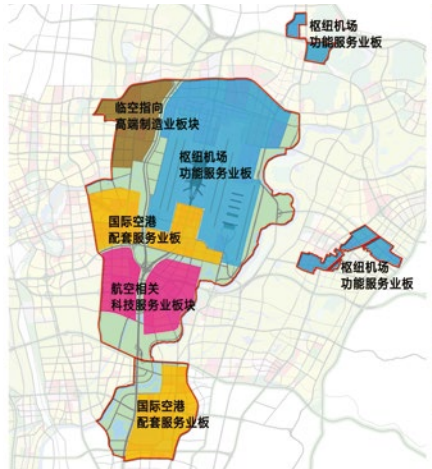 枢纽机场
功能服务业板
临空指向
高端制造业板块
枢纽机场
功能服务业板
国际空港
配套服务业板
枢纽机场
功能服务业板
航空相关
科技服务业板块
国际空港
配套服务业板